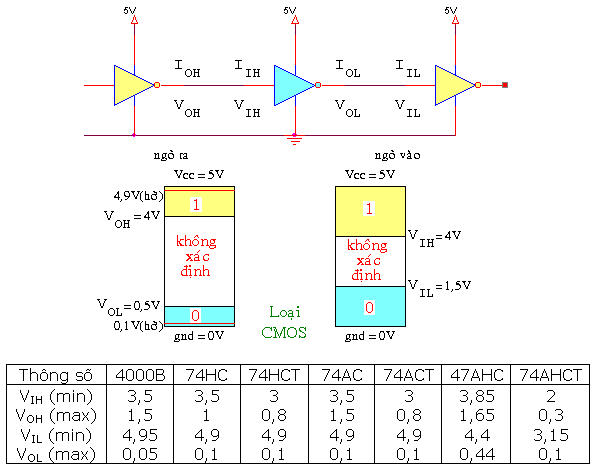 5V 5V 5V
I OH I IH I OL I IL
V OH V IH V OL V IL
ngỏ ra ngỏ vào
Vcc = 5V Vcc = 5V
4,9V(hở) 1 1
V OH = 4V
V IH = 4V
không xác định không xác định
V IL = 1,5V
V OL = 0,5V 0 0
0,1V(hở)
Loại CMOS
gnd = 0V gnd = 0V
Thông số 4000B 74HC 74HCT 74AC 74ACT 47AHC 74AHCT
VIH (min) 3,5 3,5 3 3,5 3 3,85 2
VOH (max) 1,5 1 0,8 1,5 0,8 1,65 0,3
VIL (min) 4,95 4,9 4,9 4,9 4,9 4,4 3,15
VOL (max) 0,05 0,1 0,1 0,1 0,1 0,44 0,1